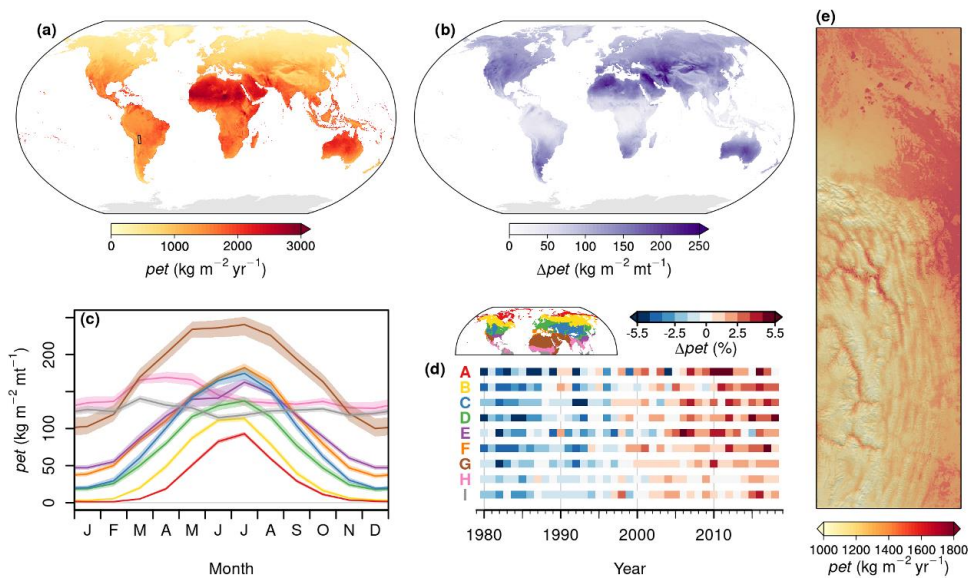 (a)
0 1000 2000 3000
pet (kg m⁻² yr⁻¹)
(b)
0 50 100 150 200 250
Δpet (kg m⁻² mt⁻¹)
(c)
200
100
50
0
pet (kg m⁻² mt⁻¹)
J F M A M J J A S O N D
Month
-5.5 -2.5 0 2.5 5.5
Δpet (%)
(d)
A
B
C
D
E
F
G
H
I
1980 1990 2000 2010
Year
(e)
1000 1200 1400 1600 1800
pet (kg m⁻² yr⁻¹)